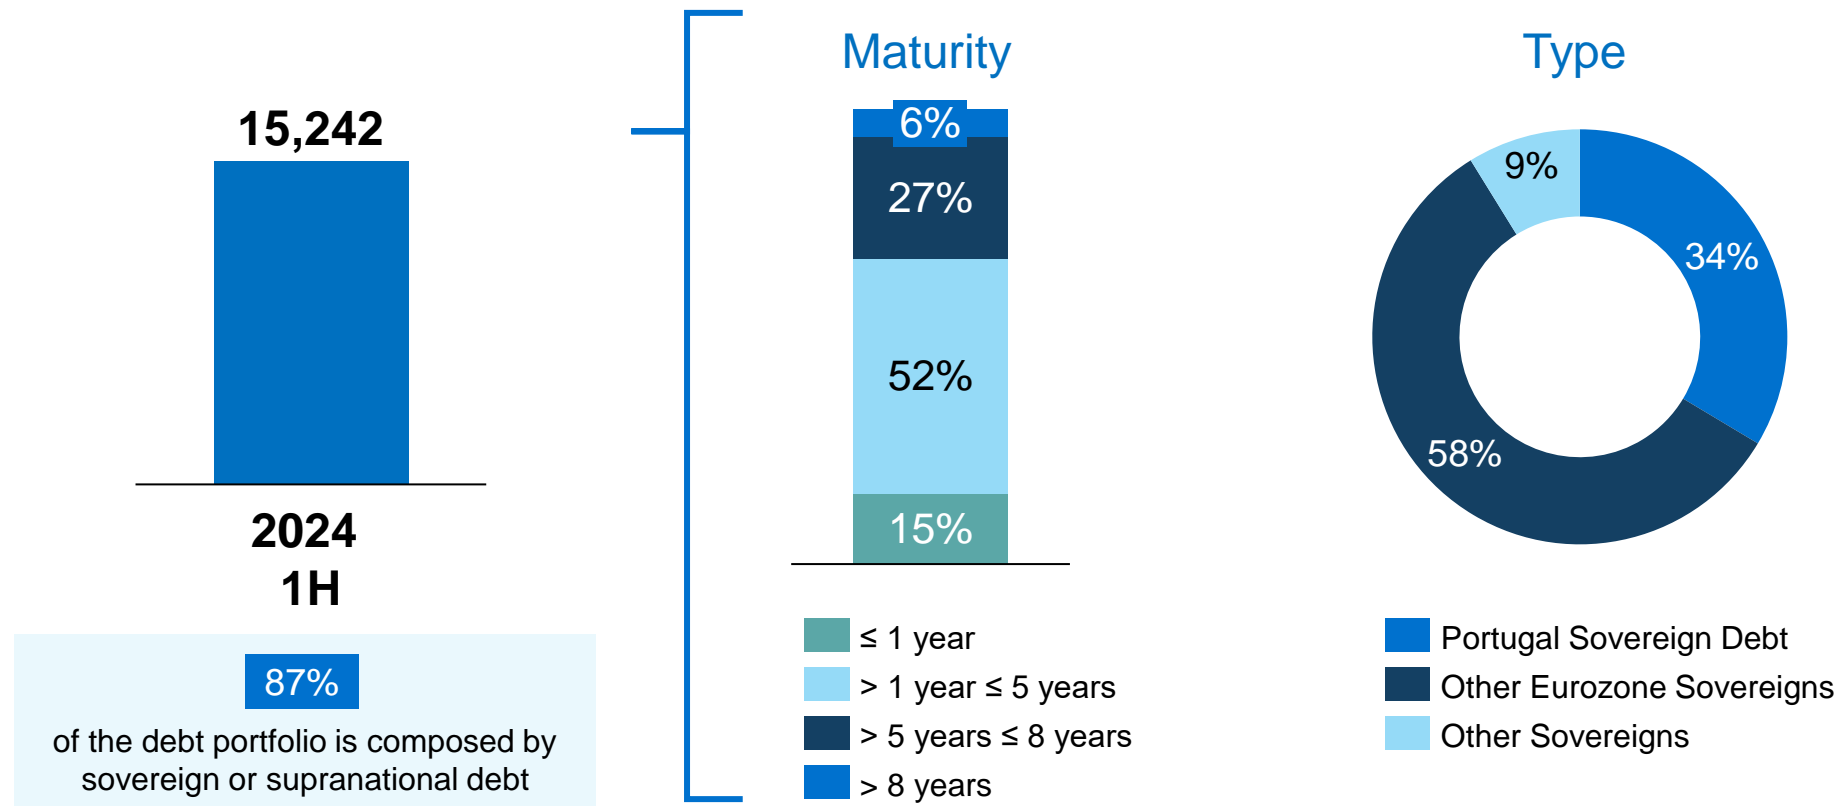 15,242
2024
1H
87%
of the debt portfolio is composed by
sovereign or supranational debt
Maturity
6%
27%
52%
15%
≤ 1 year
> 1 year ≤ 5 years
> 5 years ≤ 8 years
> 8 years
Type
9%
34%
58%
Portugal Sovereign Debt
Other Eurozone Sovereigns
Other Sovereigns